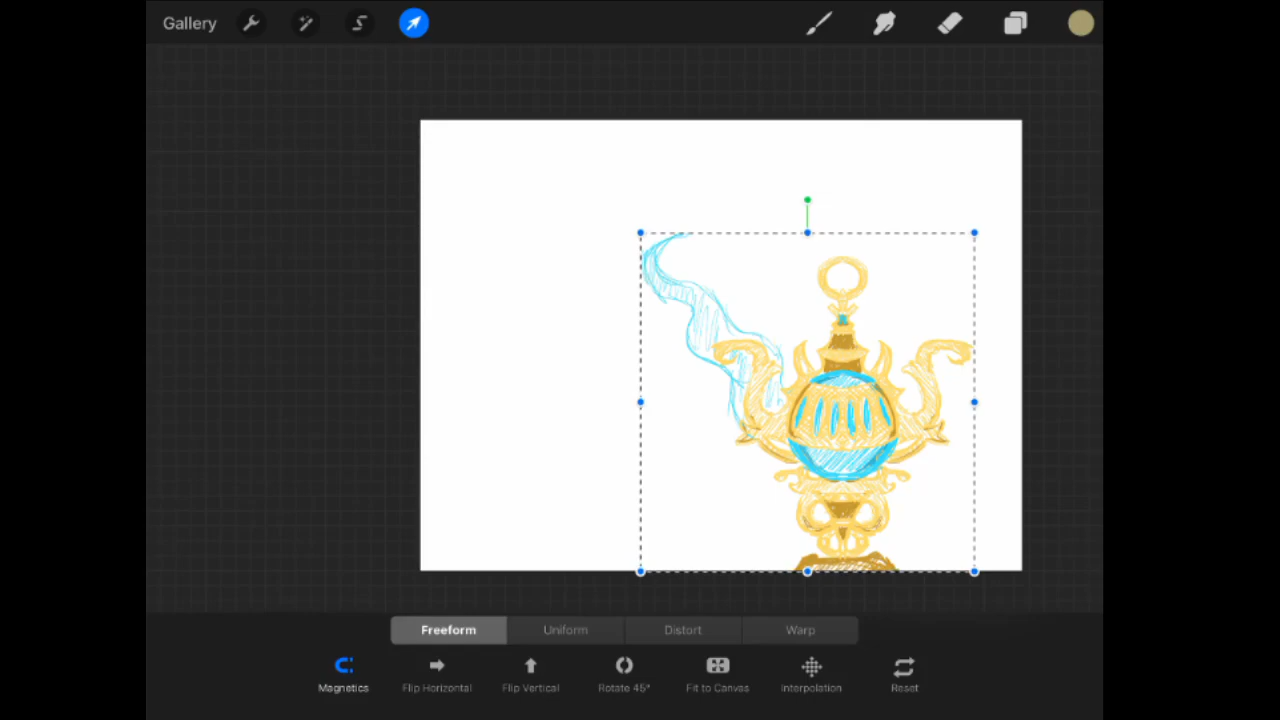 Gallery
Freeform Uniform Distort Warp
Magnetics Flip Horizontal Flip Vertical Rotate 45° Fit to Canvas Interpolation Reset